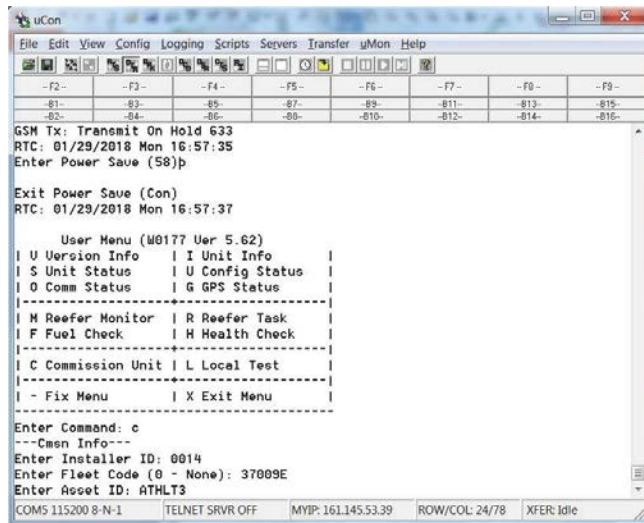 uCon
File Edit View Config Logging Scripts Servers Transfer uMon Help
-F2- -F3- -F4- -F5- -F6- -F7- -F8- -F9-
-B1- -B3- -B5- -B7- -B9- -B11- -B13- -B15-
-B2- -B4- -B6- -B8- -B10- -B12- -B14- -B16-
GSM Tx: Transmit On Hold 633
RTC: 01/29/2018 Mon 16:57:35
Enter Power Save (58)þ
Exit Power Save (Con)
RTC: 01/29/2018 Mon 16:57:37
User Menu (W0177 Ver 5.62)
| V Version Info | I Unit Info |
| S Unit Status | U Config Status |
| O Comm Status | G GPS Status |
|---------------------+---------------------|
| M Reefer Monitor | R Reefer Task |
| F Fuel Check | H Health Check |
|---------------------+---------------------|
| C Commission Unit | L Local Test |
|---------------------+---------------------|
| - Fix Menu | X Exit Menu |
-------------------------------------------
Enter Command: c
---Cmsn Info---
Enter Installer ID: 0014
Enter Fleet Code (0 - None): 37009E
Enter Asset ID: ATHLT3
COM5 115200 8-N-1 TELNET SRVR OFF MYIP: 161.145.53.39 ROW/COL: 24/78 XFER: Idle